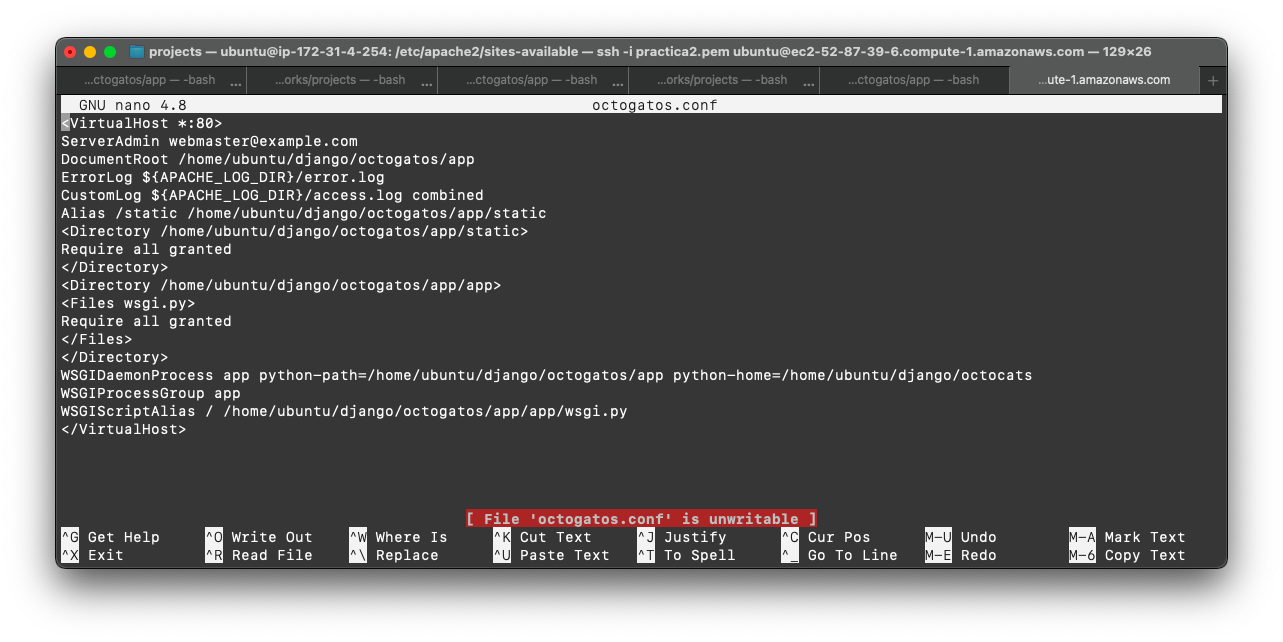 projects — ubuntu@ip-172-31-4-254: /etc/apache2/sites-available — ssh -i practica2.pem ubuntu@ec2-52-87-39-6.compute-1.amazonaws.com — 129×26
...ctogatos/app — -bash ... ...orks/projects — -bash ... ...ctogatos/app — -bash ... ...orks/projects — -bash ... ...ctogatos/app — -bash ...ute-1.amazonaws.com +
GNU nano 4.8 octogatos.conf
<VirtualHost *:80>
ServerAdmin webmaster@example.com
DocumentRoot /home/ubuntu/django/octogatos/app
ErrorLog ${APACHE_LOG_DIR}/error.log
CustomLog ${APACHE_LOG_DIR}/access.log combined
Alias /static /home/ubuntu/django/octogatos/app/static
<Directory /home/ubuntu/django/octogatos/app/static>
Require all granted
</Directory>
<Directory /home/ubuntu/django/octogatos/app/app>
<Files wsgi.py>
Require all granted
</Files>
</Directory>
WSGIDaemonProcess app python-path=/home/ubuntu/django/octogatos/app python-home=/home/ubuntu/django/octocats
WSGIProcessGroup app
WSGIScriptAlias / /home/ubuntu/django/octogatos/app/app/wsgi.py
</VirtualHost>
[ File 'octogatos.conf' is unwritable ]
^G Get Help ^O Write Out ^W Where Is ^K Cut Text ^J Justify ^C Cur Pos M-U Undo M-A Mark Text
^X Exit ^R Read File ^\ Replace ^U Paste Text ^T To Spell ^_ Go To Line M-E Redo M-6 Copy Text